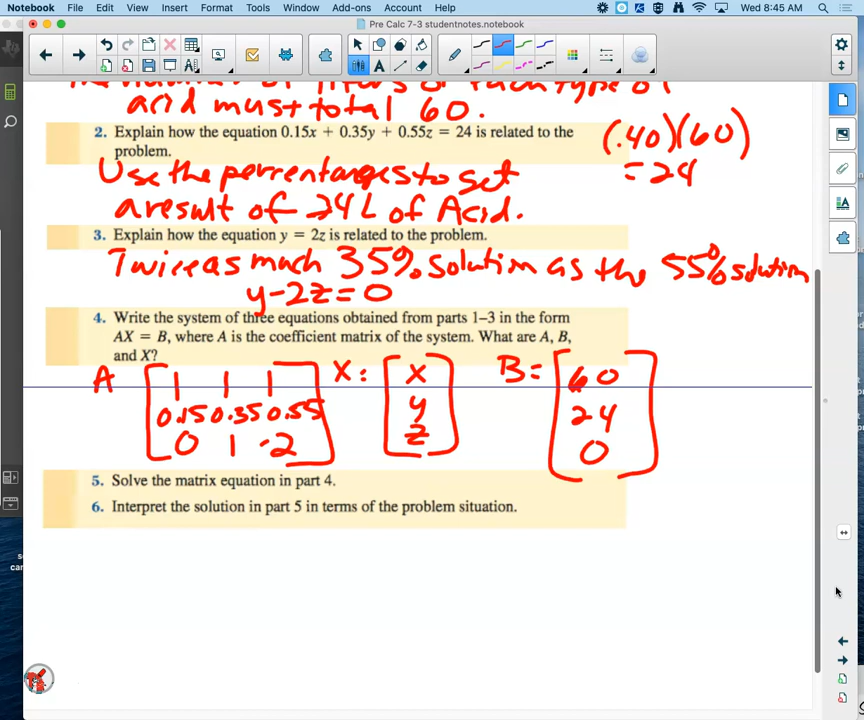 Notebook File Edit View Insert Format Add-ons Tools Window Account Help Wed 8:45 AM
Pre Calc 7-3 studentnotes.notebook
acid must total 60.
2. Explain how the equation 0.15x + 0.35y + 0.55z = 24 is related to the
problem.
(.40)(60)
= 24
Use the perrentages to get
a result of 24L of Acid.
3. Explain how the equation y = 2z is related to the problem.
Twice as much 35% solution as the 55% solution
y-2z=0
4. Write the system of three equations obtained from parts 1–3 in the form
AX = B, where A is the coefficient matrix of the system. What are A, B,
and X?
A 1 1 1 X = x B = 60
0.15 0.35 0.55 y 24
0 1 -2 z 0
5. Solve the matrix equation in part 4.
6. Interpret the solution in part 5 in terms of the problem situation.